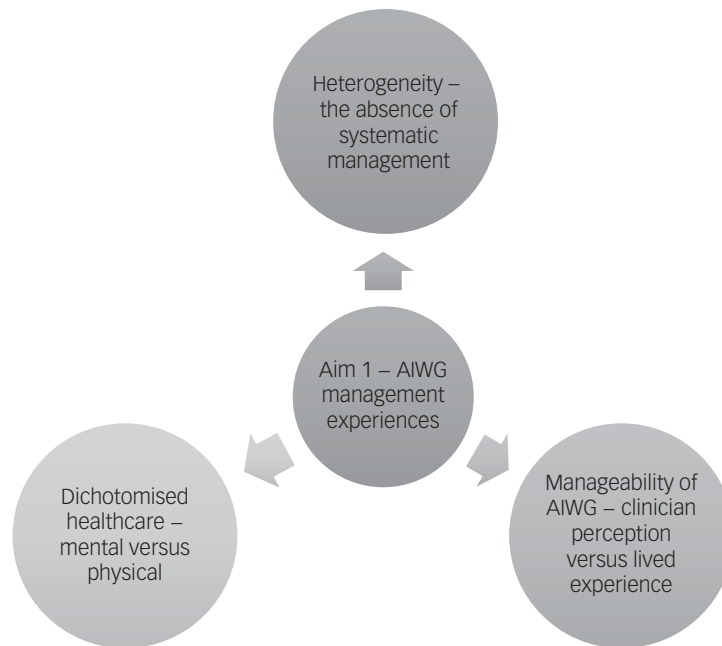 Heterogeneity –
the absence of
systematic
management
Aim 1 – AIWG
management
experiences
Dichotomised
healthcare –
mental versus
physical
Manageability of
AIWG – clinician
perception
versus lived
experience